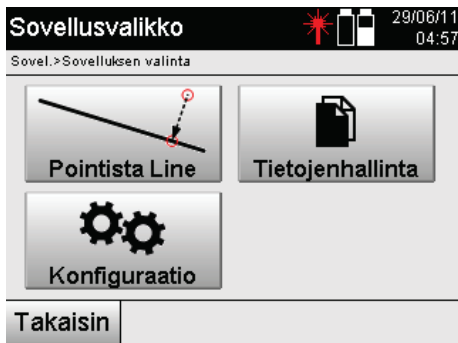 Sovellusvalikko
29/06/11
04:57
Sovel.>Sovelluksen valinta
Pointista Line
Tietojenhallinta
Konfiguraatio
Takaisin